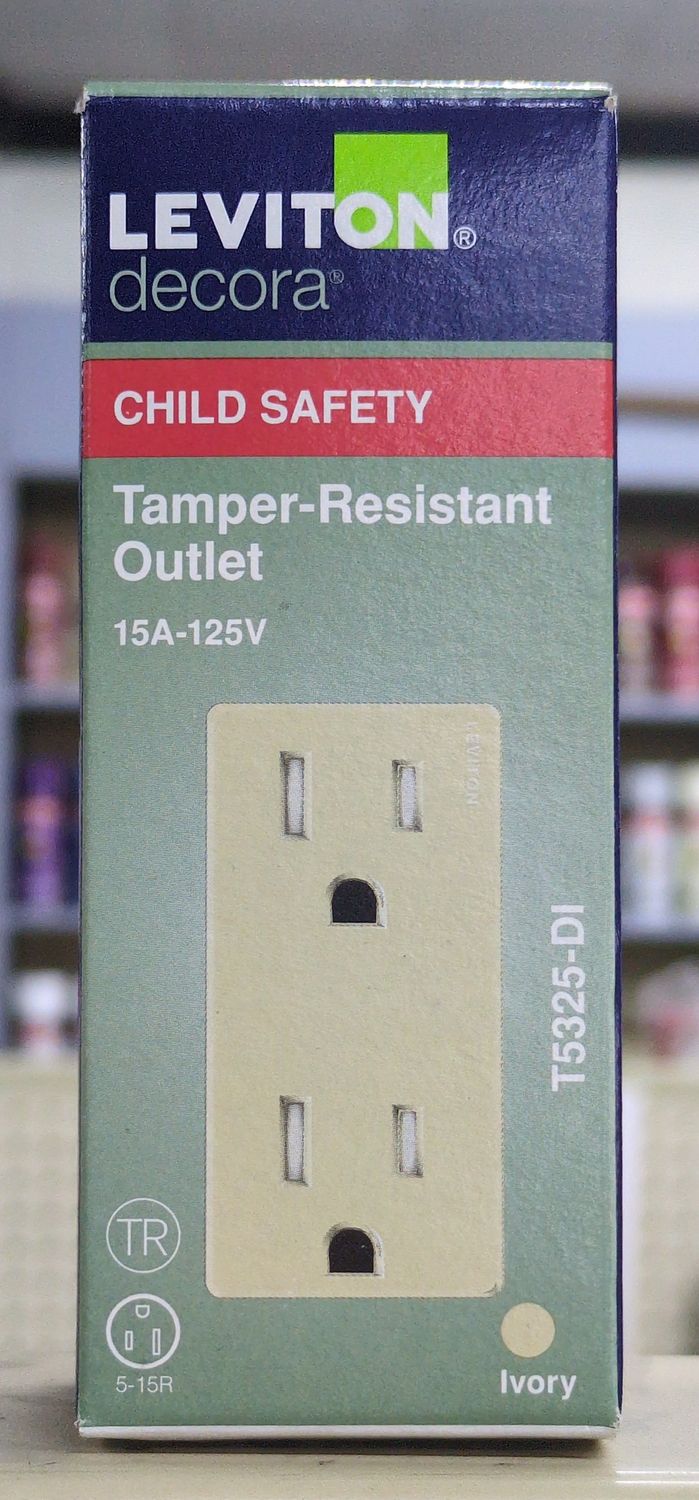 LEVITON®
decora®
CHILD SAFETY
Tamper-Resistant
Outlet
15A-125V
LEVITON
T5325-DI
TR
5-15R
Ivory